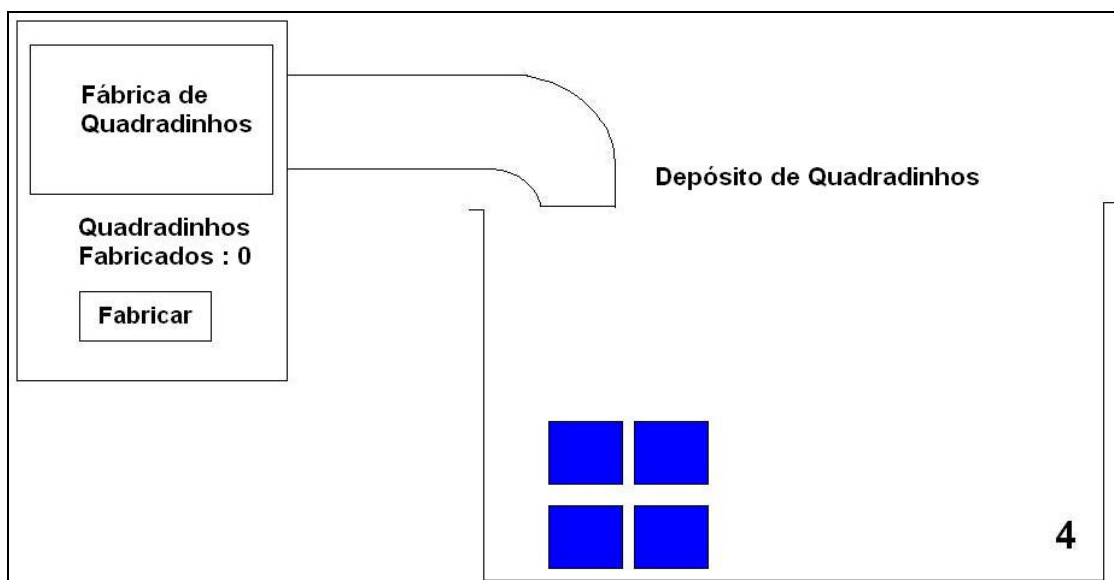 Fábrica de
Quadradinhos
Quadradinhos
Fabricados : 0
Fabricar
Depósito de Quadradinhos
4